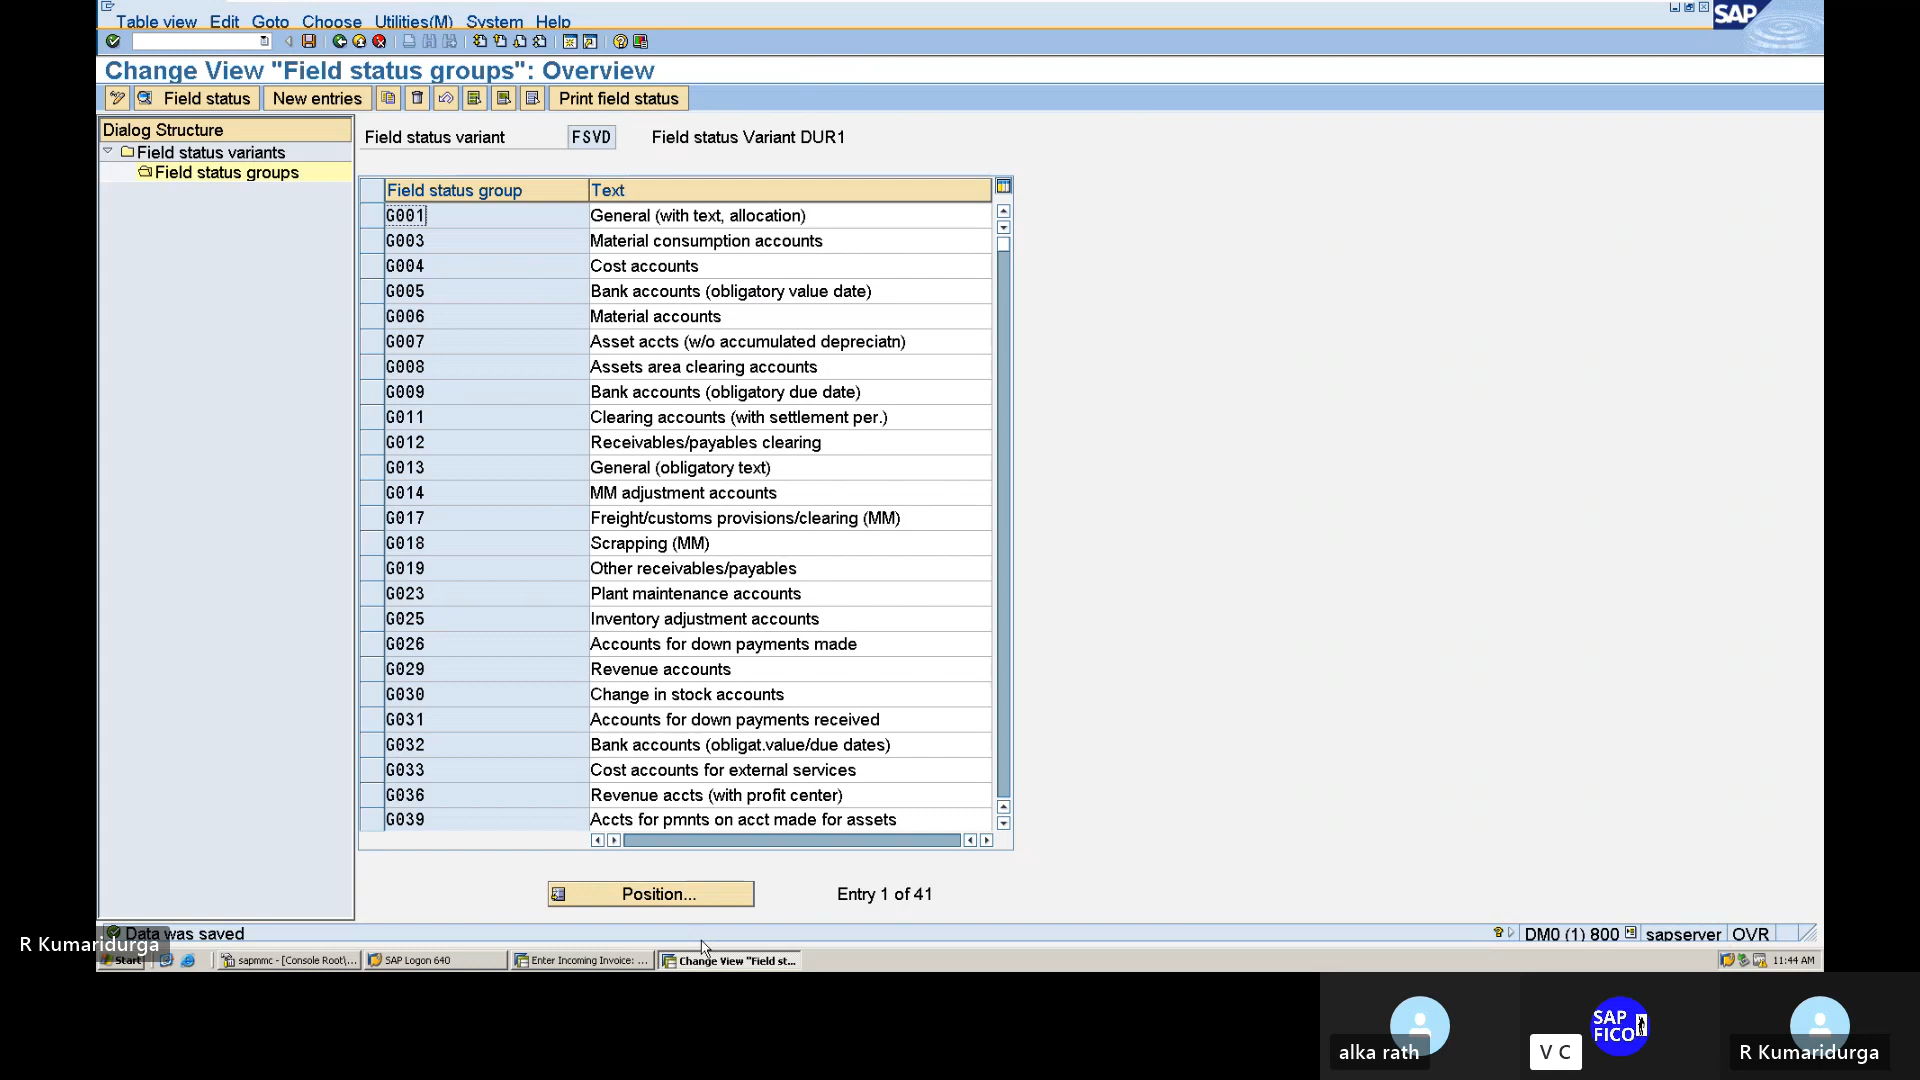 Table view Edit Goto Choose Utilities(M) System Help
SAP
Change View "Field status groups": Overview
Field status New entries Print field status
Dialog Structure
Field status variants
Field status groups
Field status variant FSVD Field status Variant DUR1
Field status group Text
G001 General (with text, allocation)
G003 Material consumption accounts
G004 Cost accounts
G005 Bank accounts (obligatory value date)
G006 Material accounts
G007 Asset accts (w/o accumulated depreciatn)
G008 Assets area clearing accounts
G009 Bank accounts (obligatory due date)
G011 Clearing accounts (with settlement per.)
G012 Receivables/payables clearing
G013 General (obligatory text)
G014 MM adjustment accounts
G017 Freight/customs provisions/clearing (MM)
G018 Scrapping (MM)
G019 Other receivables/payables
G023 Plant maintenance accounts
G025 Inventory adjustment accounts
G026 Accounts for down payments made
G029 Revenue accounts
G030 Change in stock accounts
G031 Accounts for down payments received
G032 Bank accounts (obligat.value/due dates)
G033 Cost accounts for external services
G036 Revenue accts (with profit center)
G039 Accts for pmnts on acct made for assets
Position... Entry 1 of 41
Data was saved DM0 (1) 800 sapserver OVR
R Kumaridurga
Start sapmmc - [Console Root\... SAP Logon 640 Enter Incoming Invoice: ... Change View "Field st... 11:44 AM
SAP
FICO
alka rath V C R Kumaridurga